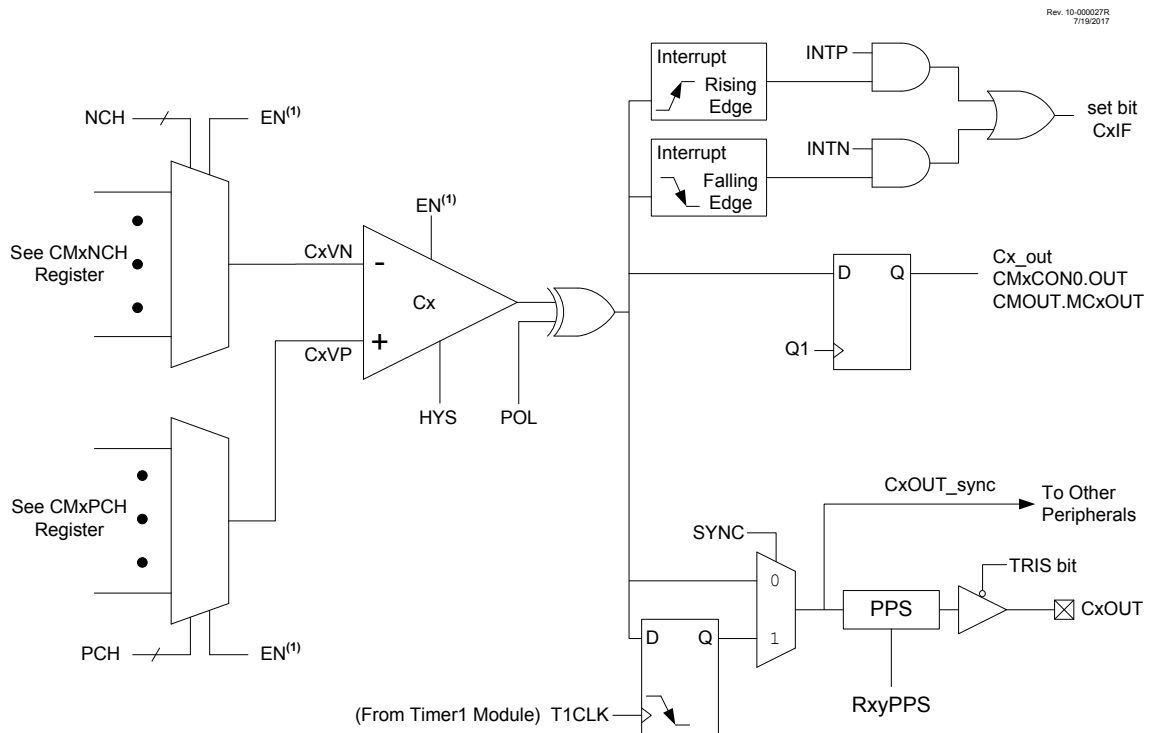 Rev. 10-000027R
7/19/2017
NCH
EN(1)
See CMxNCH
Register
CxVN
EN(1)
-
Cx
+
CxVP
HYS
POL
See CMxPCH
Register
PCH
EN(1)
Interrupt
Rising
Edge
INTP
Interrupt
Falling
Edge
INTN
set bit
CxIF
D
Q
Q1
Cx_out
CMxCON0.OUT
CMOUT.MCxOUT
CxOUT_sync
To Other
Peripherals
SYNC
0
1
TRIS bit
PPS
CxOUT
RxyPPS
D
Q
(From Timer1 Module) T1CLK